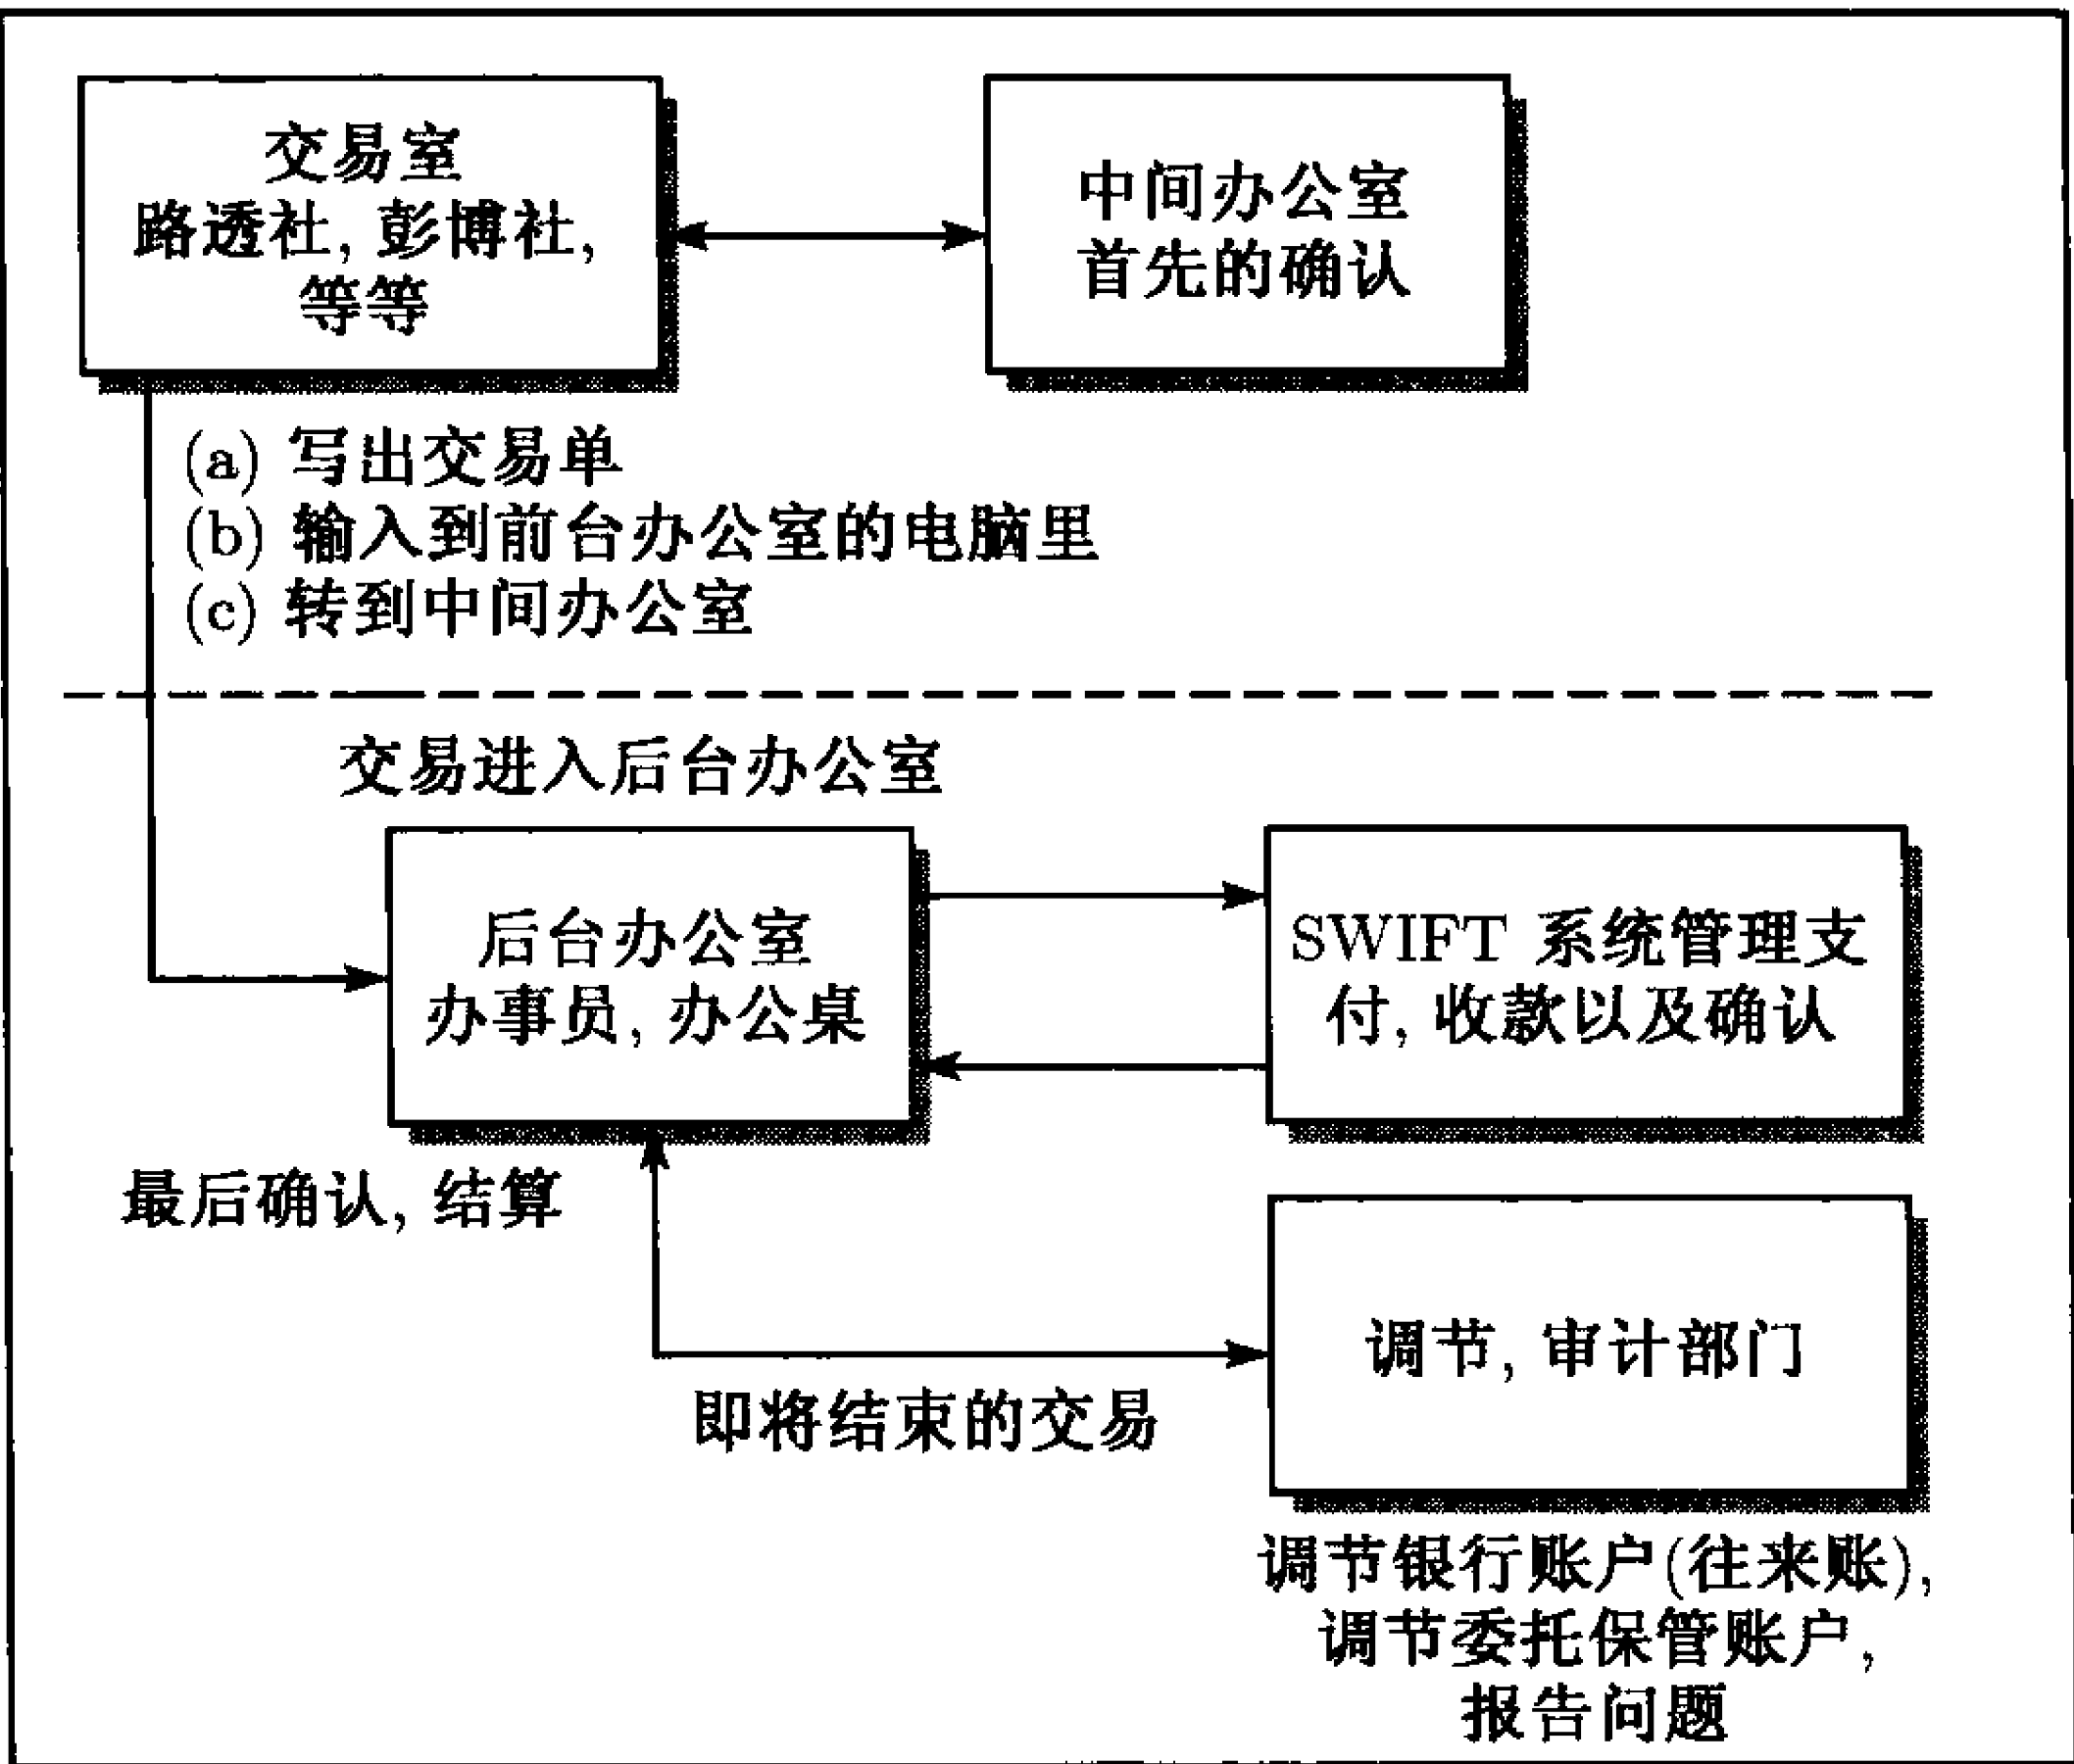 交易室
路透社, 彭博社,
等等
中间办公室
首先的确认
(a) 写出交易单
(b) 输入到前台办公室的电脑里
(c) 转到中间办公室
交易进入后台办公室
后台办公室
办事员, 办公桌
SWIFT 系统管理支
付, 收款以及确认
最后确认, 结算
调节, 审计部门
即将结束的交易
调节银行账户(往来账),
调节委托保管账户,
报告问题